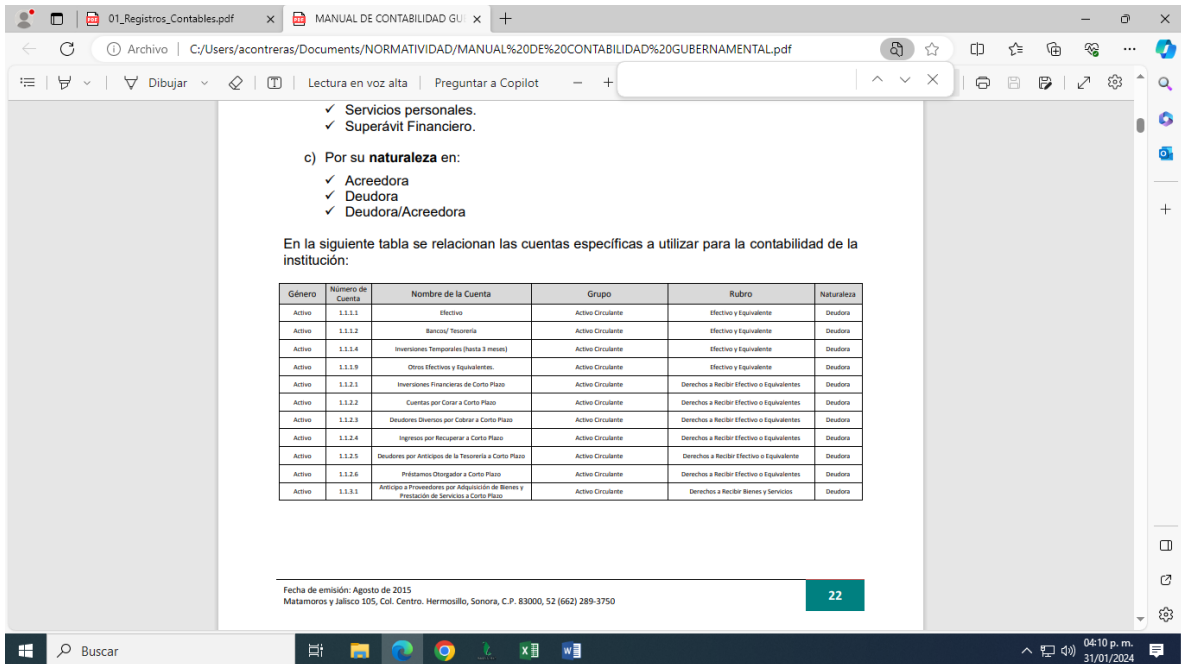 01_Registros_Contables.pdf
MANUAL DE CONTABILIDAD GU
Archivo | C:/Users/acontreras/Documents/NORMATIVIDAD/MANUAL%20DE%20CONTABILIDAD%20GUBERNAMENTAL.pdf
Dibujar Lectura en voz alta Preguntar a Copilot
✓ Servicios personales.
✓ Superávit Financiero.
c) Por su naturaleza en:
✓ Acreedora
✓ Deudora
✓ Deudora/Acreedora
En la siguiente tabla se relacionan las cuentas específicas a utilizar para la contabilidad de la
institución:
Género Número de Cuenta Nombre de la Cuenta Grupo Rubro Naturaleza
Activo 1.1.1.1 Efectivo Activo Circulante Efectivo y Equivalente Deudora
Activo 1.1.1.2 Bancos/ Tesorería Activo Circulante Efectivo y Equivalente Deudora
Activo 1.1.1.4 Inversiones Temporales (hasta 3 meses) Activo Circulante Efectivo y Equivalente Deudora
Activo 1.1.1.9 Otros Efectivos y Equivalentes. Activo Circulante Efectivo y Equivalente Deudora
Activo 1.1.2.1 Inversiones Financieras de Corto Plazo Activo Circulante Derechos a Recibir Efectivo o Equivalentes Deudora
Activo 1.1.2.2 Cuentas por Corar a Corto Plazo Activo Circulante Derechos a Recibir Efectivo o Equivalentes Deudora
Activo 1.1.2.3 Deudores Diversos por Cobrar a Corto Plazo Activo Circulante Derechos a Recibir Efectivo o Equivalentes Deudora
Activo 1.1.2.4 Ingresos por Recuperar a Corto Plazo Activo Circulante Derechos a Recibir Efectivo o Equivalentes Deudora
Activo 1.1.2.5 Deudores por Anticipos de la Tesorería a Corto Plazo Activo Circulante Derechos a Recibir Efectivo o Equivalente Deudora
Activo 1.1.2.6 Préstamos Otorgador a Corto Plazo Activo Circulante Derechos a Recibir Efectivo o Equivalentes Deudora
Activo 1.1.3.1 Anticipo a Proveedores por Adquisición de Bienes y Prestación de Servicios a Corto Plazo Activo Circulante Derechos a Recibir Bienes y Servicios Deudora
Fecha de emisión: Agosto de 2015
Matamoros y Jalisco 105, Col. Centro. Hermosillo, Sonora, C.P. 83000, 52 (662) 289-3750
22
Buscar
04:10 p. m.
31/01/2024